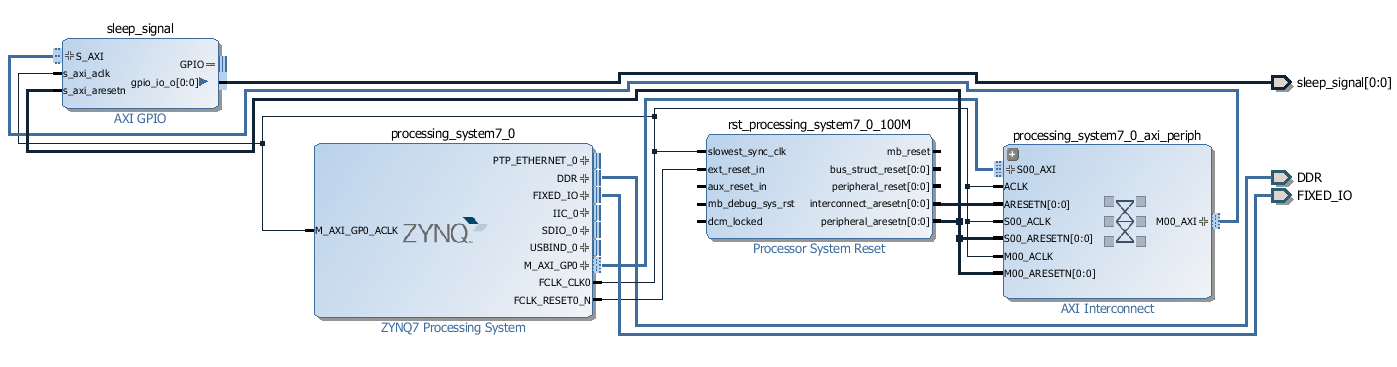 sleep_signal
S_AXI
s_axi_aclk
s_axi_aresetn
GPIO
gpio_io_o[0:0]
AXI GPIO
processing_system7_0
M_AXI_GP0_ACLK
ZYNQ
PTP_ETHERNET_0
DDR
FIXED_IO
IIC_0
SDIO_0
USBIND_0
M_AXI_GP0
FCLK_CLK0
FCLK_RESET0_N
ZYNQ7 Processing System
rst_processing_system7_0_100M
slowest_sync_clk
ext_reset_in
aux_reset_in
mb_debug_sys_rst
dcm_locked
mb_reset
bus_struct_reset[0:0]
peripheral_reset[0:0]
interconnect_aresetn[0:0]
peripheral_aresetn[0:0]
Processor System Reset
processing_system7_0_axi_periph
S00_AXI
ACLK
ARESETN[0:0]
S00_ACLK
S00_ARESETN[0:0]
M00_ACLK
M00_ARESETN[0:0]
M00_AXI
AXI Interconnect
sleep_signal[0:0]
DDR
FIXED_IO